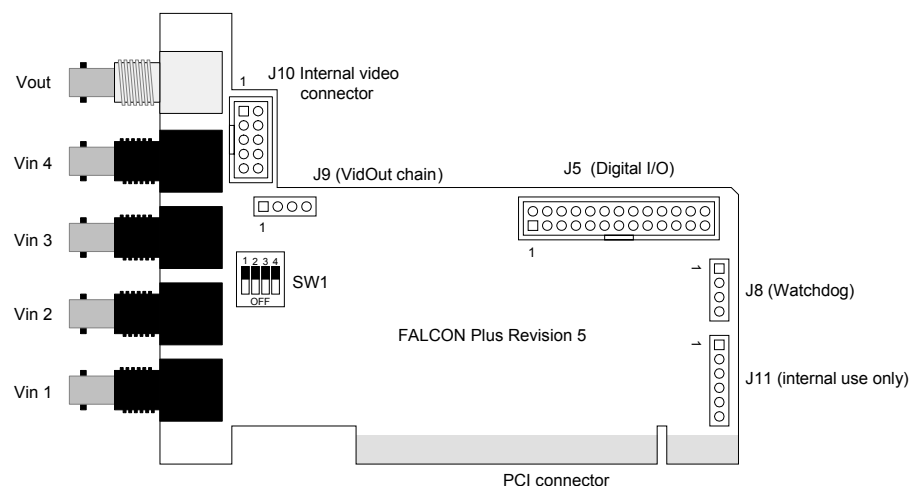 Vout
1
J10 Internal video
connector
Vin 4
J9 (VidOut chain)
J5 (Digital I/O)
1
1
Vin 3
1 2 3 4
OFF
SW1
1
J8 (Watchdog)
Vin 2
FALCON Plus Revision 5
1
J11 (internal use only)
Vin 1
PCI connector